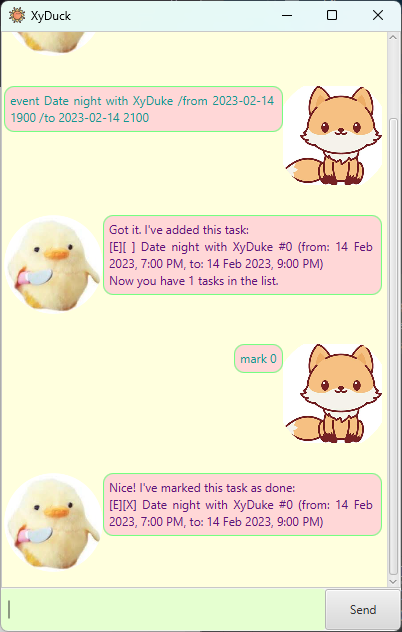 XyDuck
event Date night with XyDuke /from 2023-02-14
1900 /to 2023-02-14 2100
Got it. I've added this task:
[E][ ] Date night with XyDuke #0 (from: 14 Feb
2023, 7:00 PM, to: 14 Feb 2023, 9:00 PM)
Now you have 1 tasks in the list.
mark 0
Nice! I've marked this task as done:
[E][X] Date night with XyDuke #0 (from: 14 Feb
2023, 7:00 PM, to: 14 Feb 2023, 9:00 PM)
Send